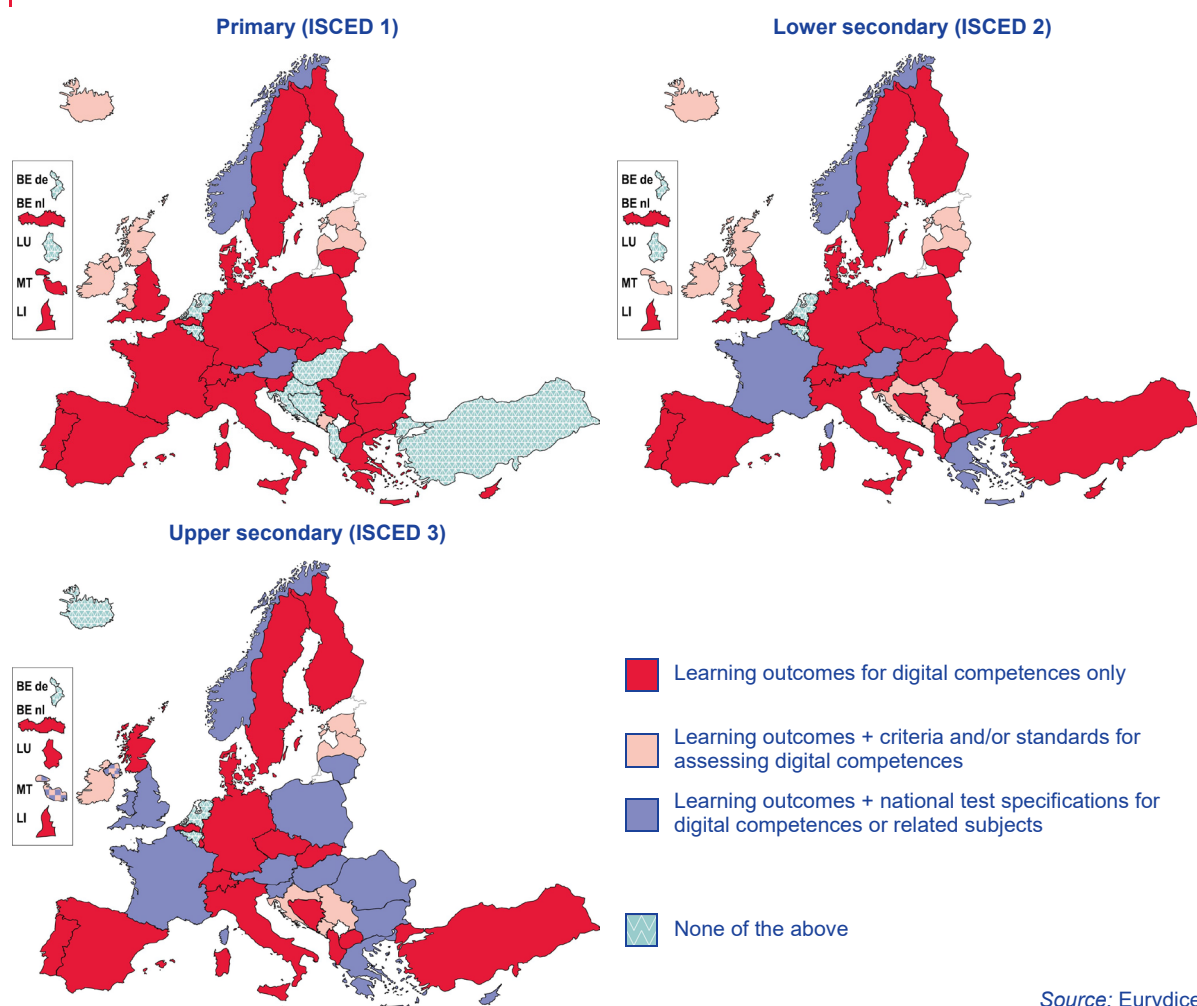 Primary (ISCED 1)
Lower secondary (ISCED 2)
BE de
BE nl
LU
MT
LI
BE de
BE nl
LU
MT
LI
Upper secondary (ISCED 3)
BE de
BE nl
LU
MT
LI
Learning outcomes for digital competences only
Learning outcomes + criteria and/or standards for
assessing digital competences
Learning outcomes + national test specifications for
digital competences or related subjects
None of the above
Source: Eurydice